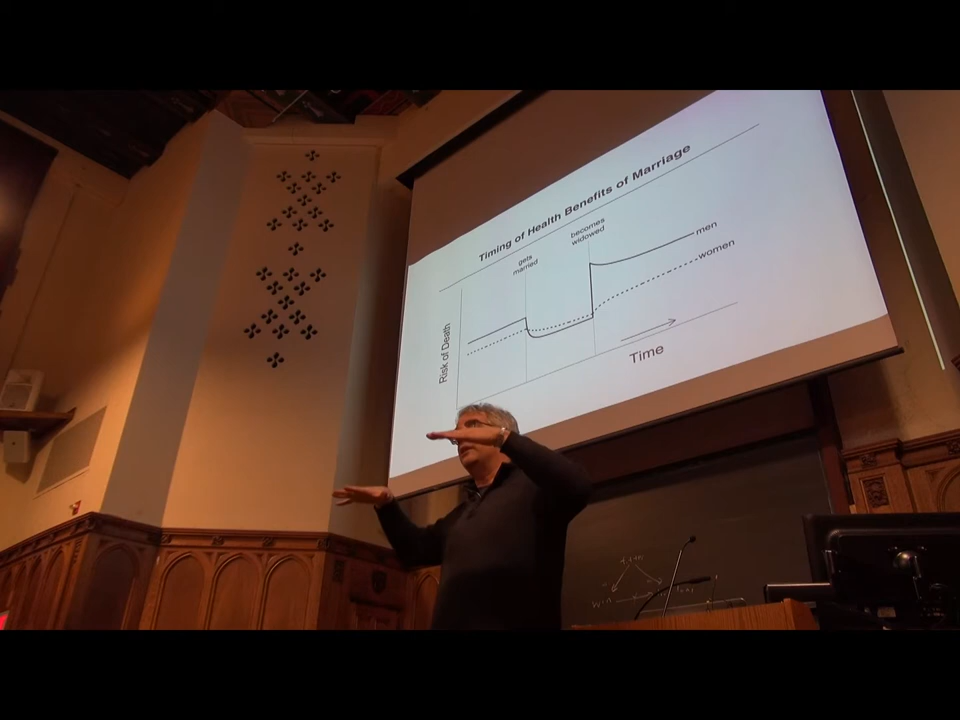 Timing of Health Benefits of Marriage
becomes
widowed
gets
married
men
women
Risk of Death
Time